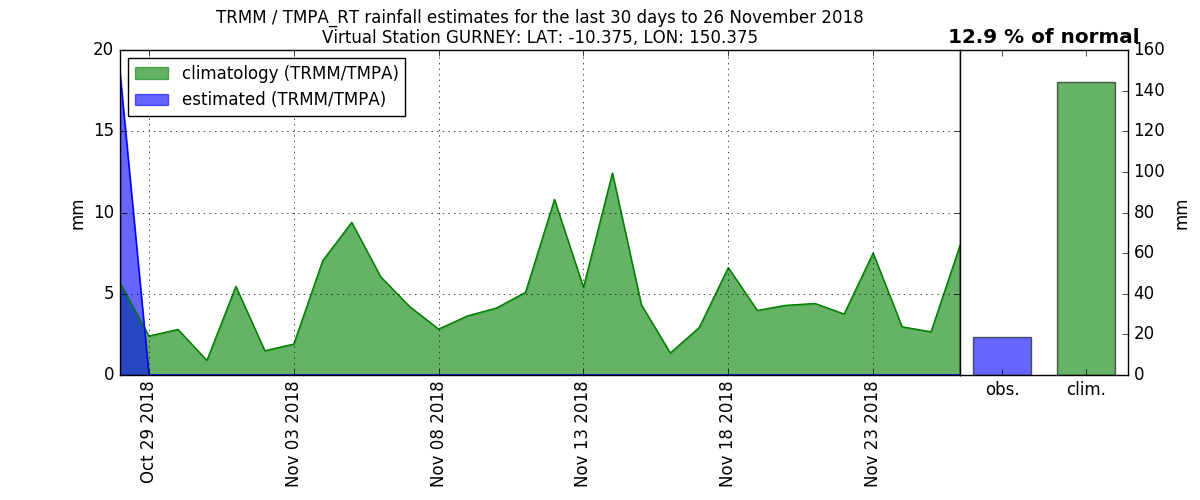 TRMM / TMPA_RT rainfall estimates for the last 30 days to 26 November 2018
Virtual Station GURNEY: LAT: -10.375, LON: 150.375
12.9 % of normal
climatology (TRMM/TMPA)
estimated (TRMM/TMPA)
mm
20
15
10
5
0
Oct 29 2018
Nov 03 2018
Nov 08 2018
Nov 13 2018
Nov 18 2018
Nov 23 2018
160
140
120
100
80
60
40
20
0
mm
obs.
clim.